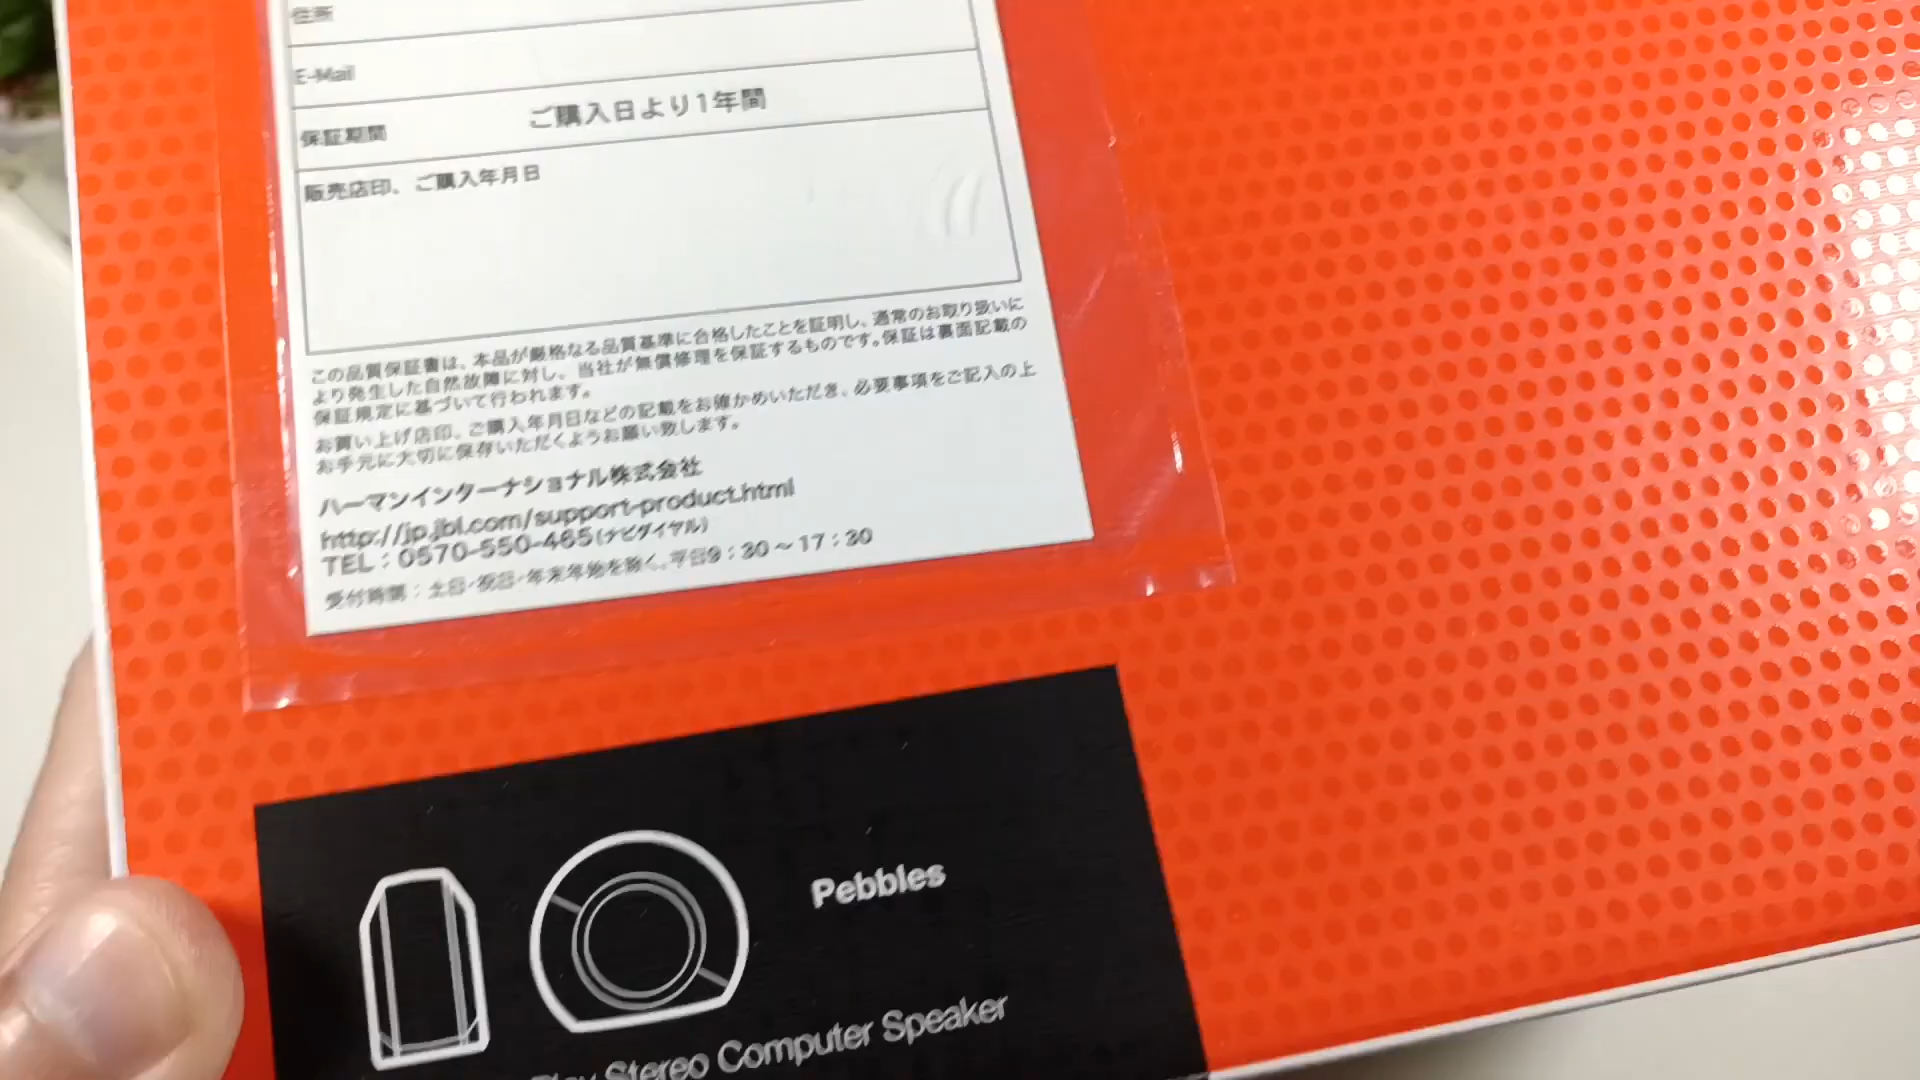 住所
E-Mail
保証期間 ご購入日より1年間
販売店印、ご購入年月日
この品質保証書は、本品が厳格なる品質基準に合格したことを証明し、通常のお取り扱いに
より発生した自然故障に対し、当社が無償修理を保証するものです。保証は裏面記載の
保証規定に基づいて行われます。
お買い上げ店印、ご購入年月日などの記載をお確かめいただき、必要事項をご記入の上
お手元に大切に保存いただくようお願い致します。
ハーマンインターナショナル株式会社
http://jp.jbl.com/support-product.html
TEL：0570-550-465(ナビダイヤル)
受付時間：土日・祝日・年末年始を除く、平日9：30～17：30
Pebbles
Play Stereo Computer Speaker